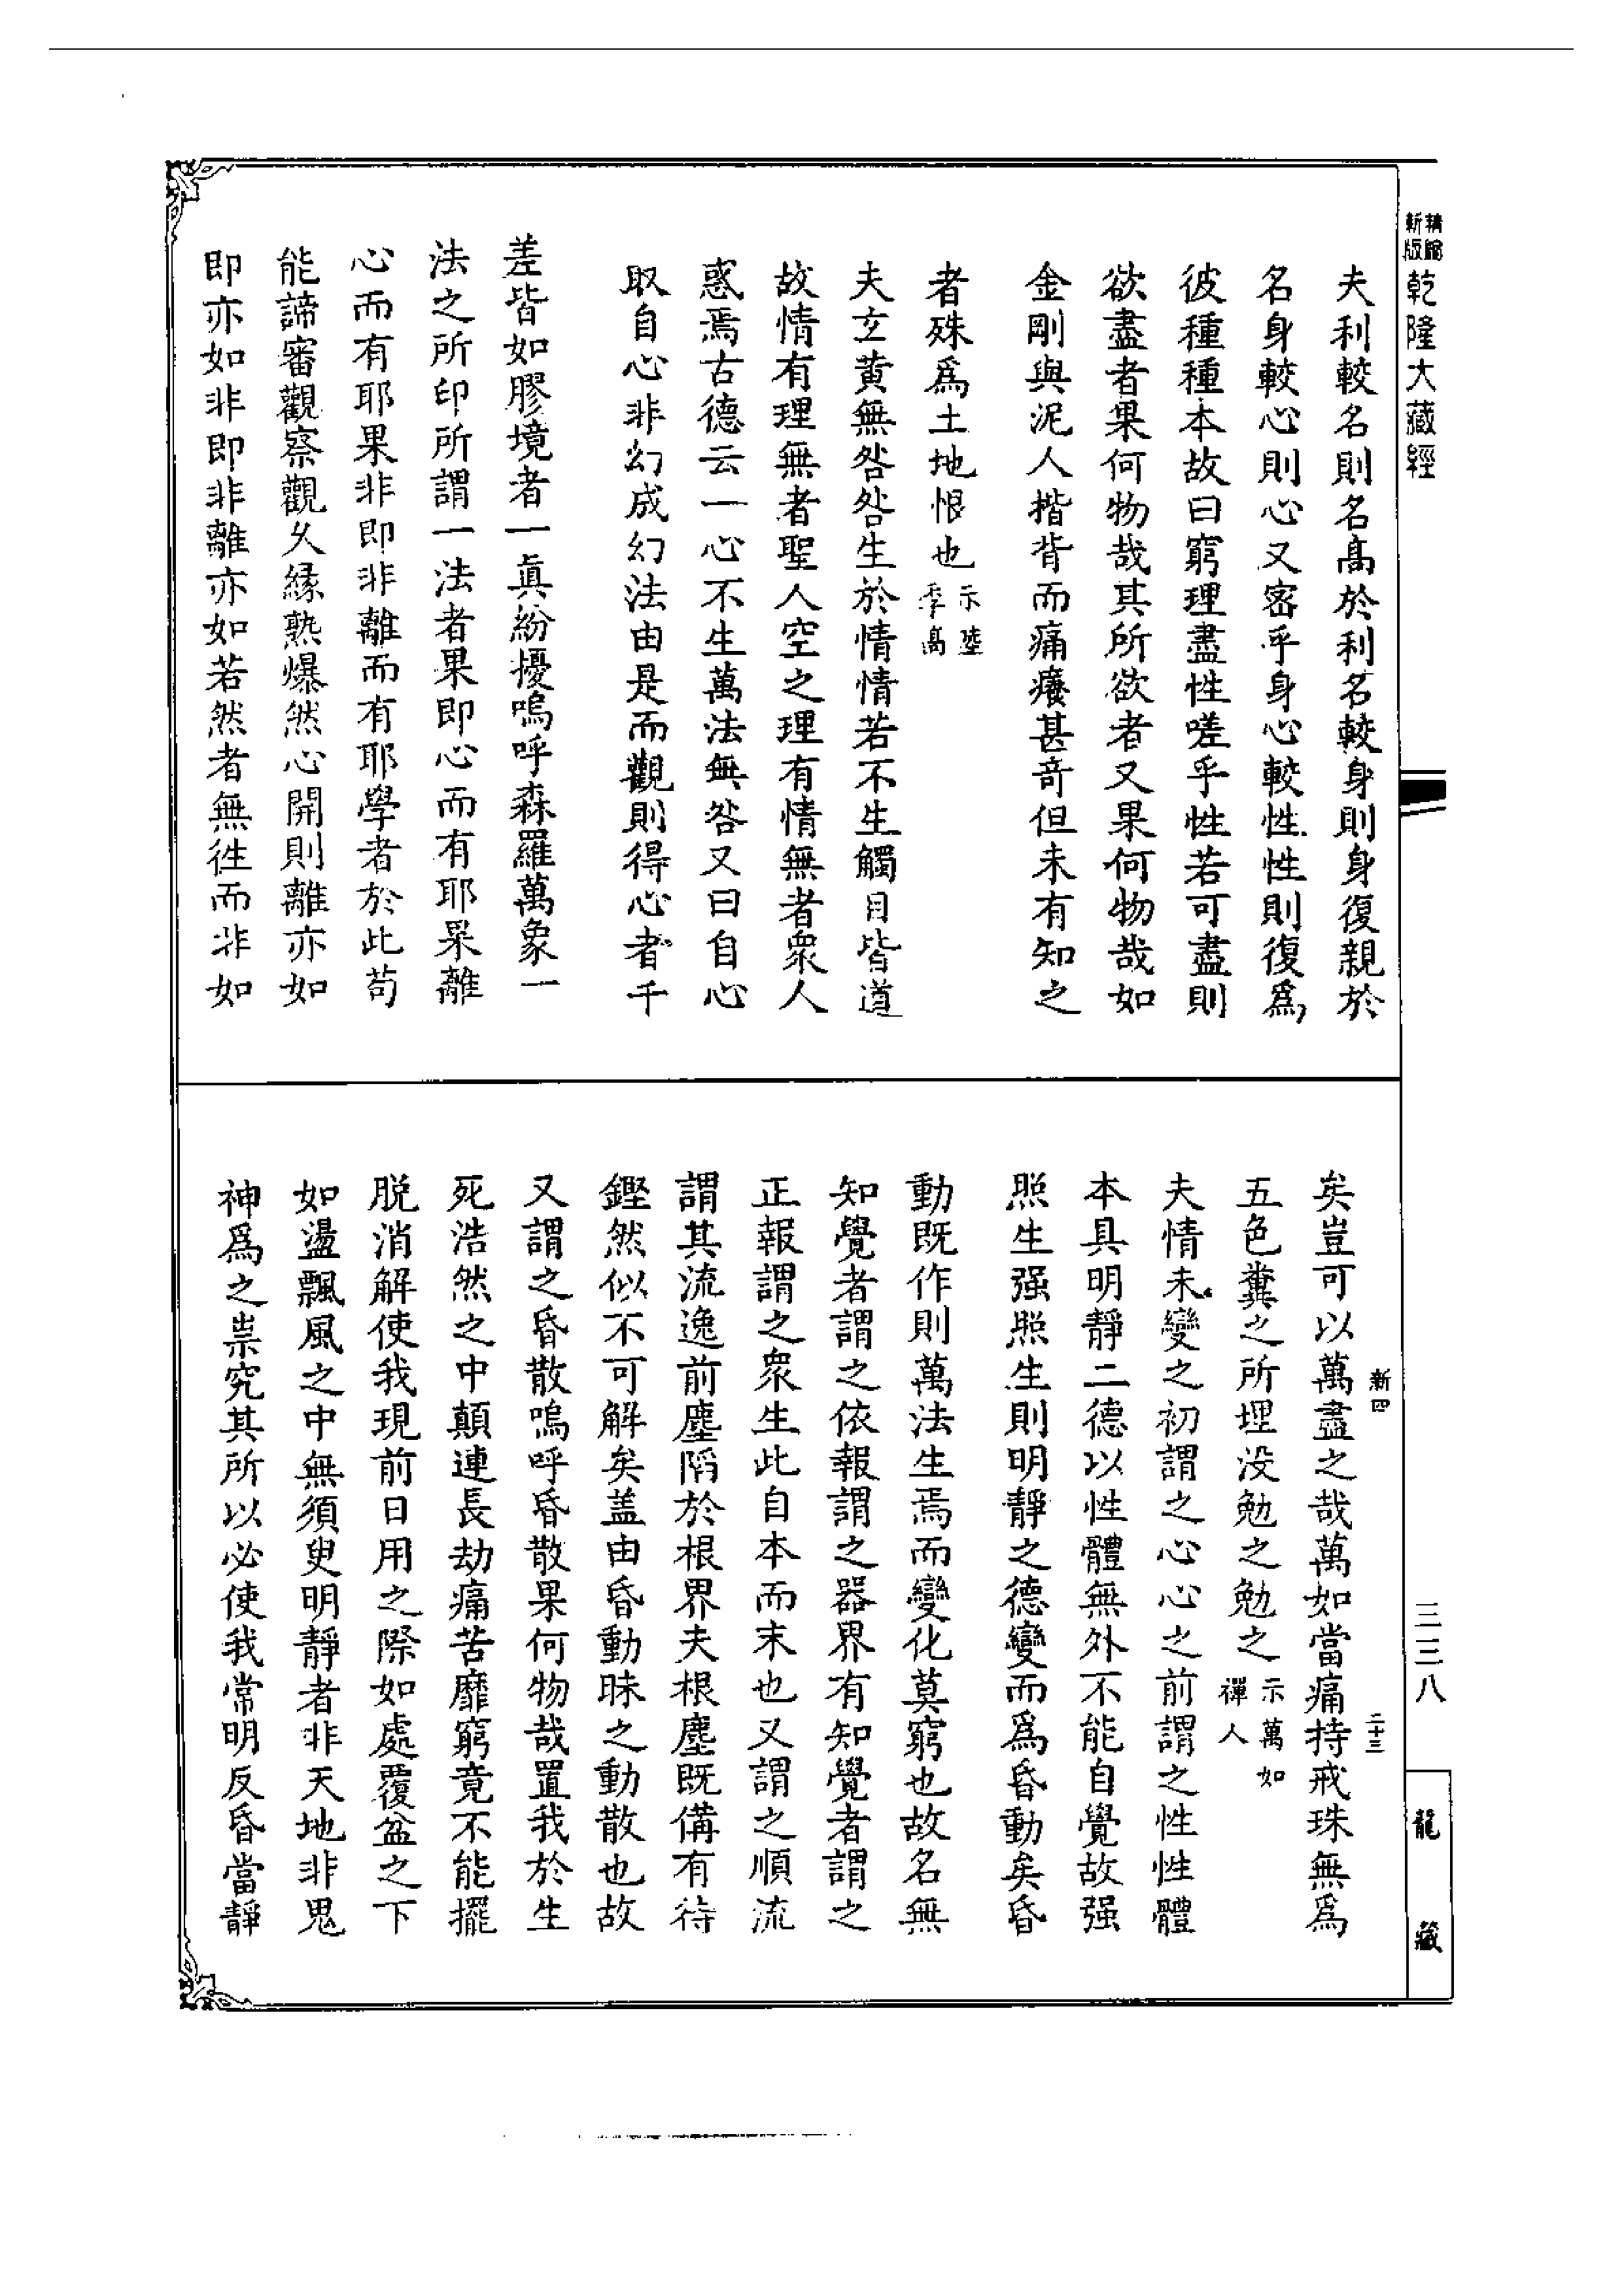 精縮
新版
乾隆大藏經
夫利較名則名髙於利名較身則身復親於
名身較心則心又宻乎身心較性性則復爲
彼種種本故曰窮理盡性嗟乎性若可盡則
欲盡者果何物哉其所欲者又果何物哉如
金剛與泥人揩背而痛癢甚竒但未有知之
者殊爲土地恨也示陸
季髙
夫玄黃無咎咎生於情情若不生觸目皆道
故情有理無者聖人空之理有情無者衆人
惑焉古德云一心不生萬法無咎又曰自心
取自心非幻成幻法由是而觀則得心者千
差皆如膠境者一眞紛擾嗚呼森羅萬象一
法之所印所謂一法者果即心而有耶果離
心而有耶果非即非離而有耶學者於此苟
能諦審觀察觀久緣熟爆然心開則離亦如
即亦如非即非離亦如若然者無徃而非如
矣豈可以萬盡之哉萬如當痛持戒珠無爲
五色糞之所埋没勉之勉之示萬如
禪人
夫情未變之初謂之心心之前謂之性性體
本具明靜二德以性體無外不能自覺故强
照生强照生則明靜之德變而爲昏動矣昏
動既作則萬法生焉而變化莫窮也故名無
知覺者謂之依報謂之器界有知覺者謂之
正報謂之衆生此自本而末也又謂之順流
謂其流逸前塵䧟於根界夫根塵既備有待
鏗然似不可解矣盖由昏動昧之動散也故
又謂之昏散嗚呼昏散果何物哉置我於生
死浩然之中顛連長劫痛苦靡窮竟不能擺
脱消解使我現前日用之際如處覆盆之下
如盪飄風之中無須臾明靜者非天地非鬼
神爲之祟究其所以必使我常明反昏當靜
新四
二十三
三三八
龍藏